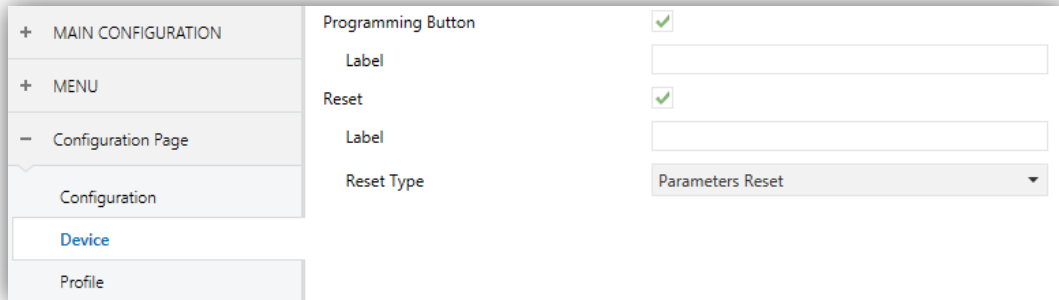 + MAIN CONFIGURATION
+ MENU
− Configuration Page
Configuration
Device
Profile
Programming Button
Label
Reset
Label
Reset Type Parameters Reset